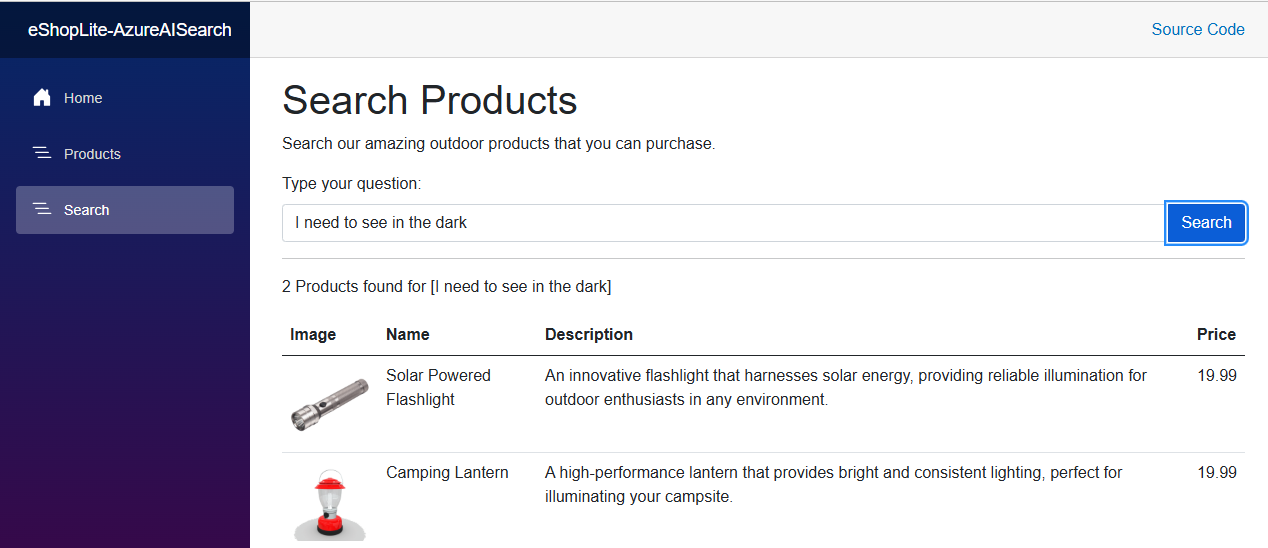 eShopLite-AzureAISearch
Source Code
Home
Products
Search
Search Products
Search our amazing outdoor products that you can purchase.
Type your question:
I need to see in the dark
Search
2 Products found for [I need to see in the dark]
Image Name Description Price
Solar Powered An innovative flashlight that harnesses solar energy, providing reliable illumination for 19.99
Flashlight outdoor enthusiasts in any environment.
Camping Lantern A high-performance lantern that provides bright and consistent lighting, perfect for 19.99
illuminating your campsite.